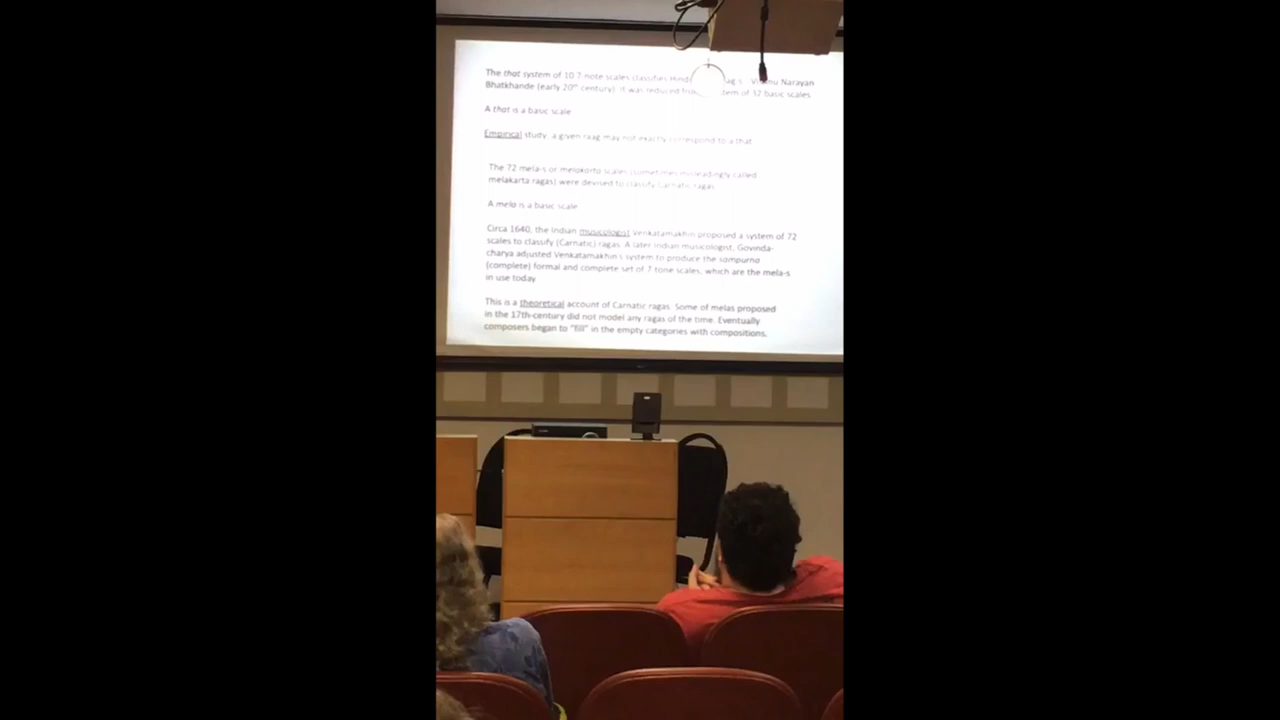 The that system of 10 7-note scales classifies ag s. Narayan
Bhatkhande (early 20th century). It was reduced of 32 basic scales
A that is a basic scale
Empirical study, a given raag may not exactly correspond to a that
The 72 mela-s or melakarta scales (sometimes misleadingly called
melakarta ragas) were devised to classify Carnatic ragas
A mela is a basic scale
Circa 1640, the Indian musicologist Venkatamakhin proposed a system of 72
scales to classify (Carnatic) ragas. A later Indian musicologist, Govinda-
charya adjusted Venkatamakhin's system to produce the sampurna
(complete) formal and complete set of 7 tone scales, which are the mela-s
in use today
This is a theoretical account of Carnatic ragas. Some of melas proposed
in the 17th-century did not model any ragas of the time. Eventually
composers began to "fill" in the empty categories with compositions.